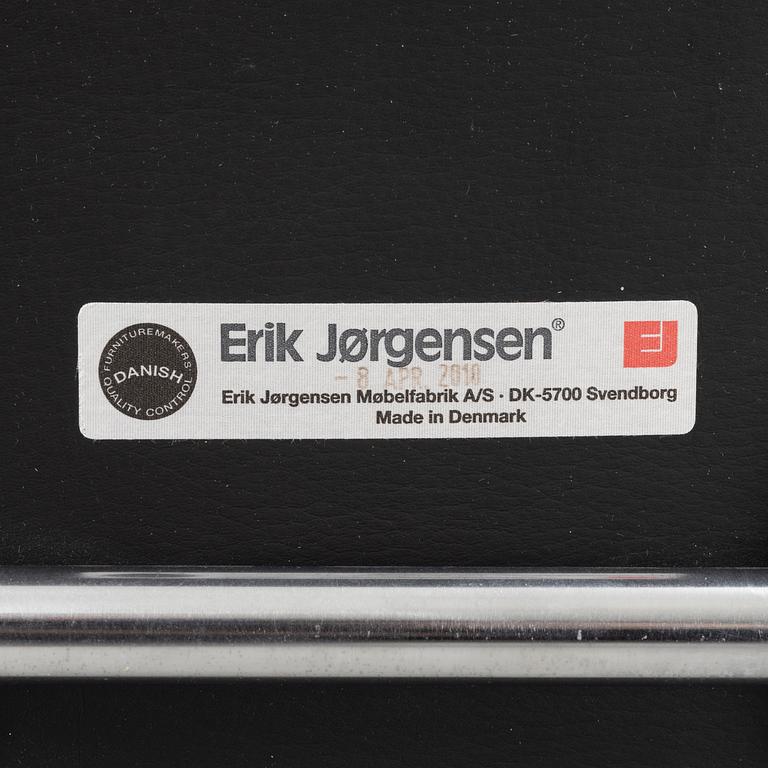 FURNITUREMAKERS
DANISH
QUALITY CONTROL
Erik Jørgensen®
EJ
- 8 APR. 2010
Erik Jørgensen Møbelfabrik A/S · DK-5700 Svendborg
Made in Denmark